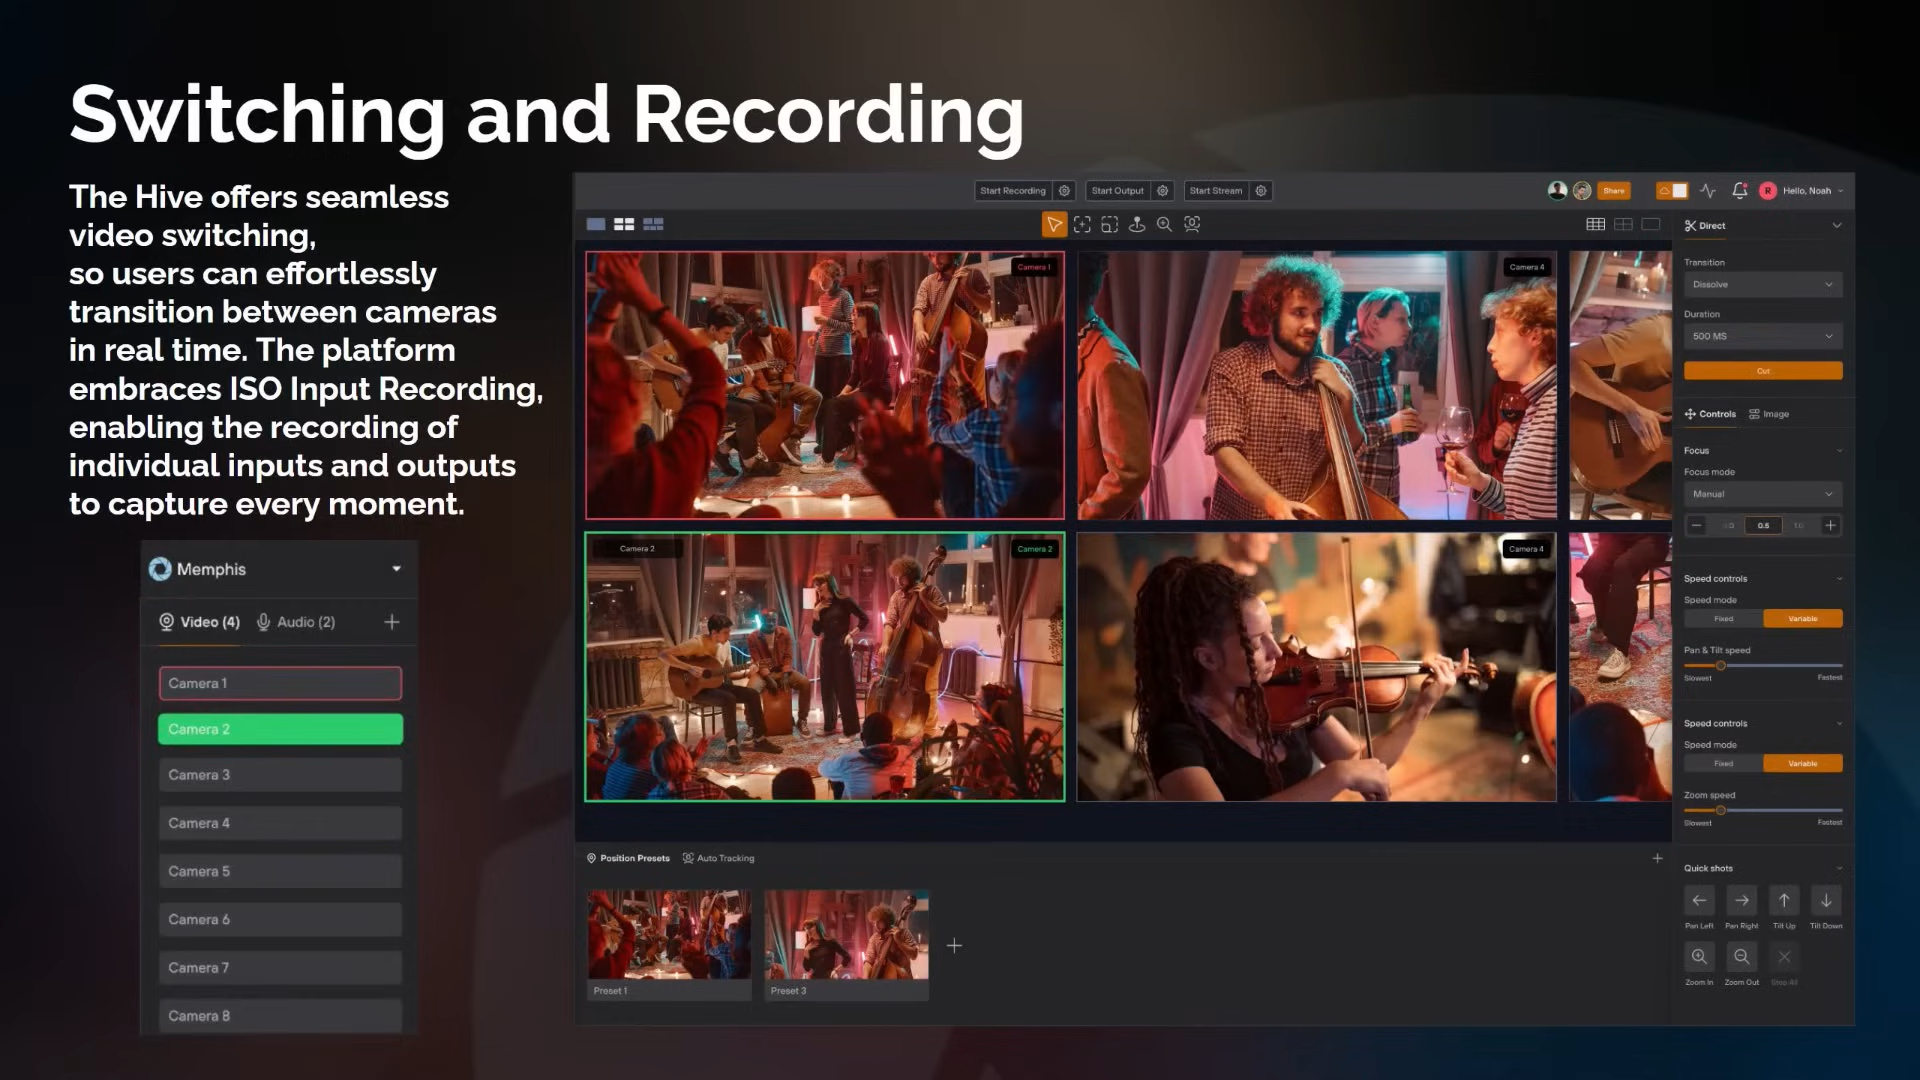 Switching and Recording
The Hive offers seamless
video switching,
so users can effortlessly
transition between cameras
in real time. The platform
embraces ISO Input Recording,
enabling the recording of
individual inputs and outputs
to capture every moment.
Memphis
Video (4) Audio (2)
Camera 1
Camera 2
Camera 3
Camera 4
Camera 5
Camera 6
Camera 7
Camera 8
Start Recording Start Output Start Stream
Share
R Hello, Noah
Camera 1
Camera 4
Camera 2 Camera 2
Camera 4
Position Presets Auto Tracking
Preset 1
Preset 3
Direct
Transition
Dissolve
Duration
500 MS
Cut
Controls Image
Focus
Focus mode
Manual
0.5 1.0
Speed controls
Speed mode
Fixed Variable
Pan & Tilt speed
Slowest Fastest
Speed controls
Speed mode
Fixed Variable
Zoom speed
Slowest Fastest
Quick shots
Pan Left Pan Right Tilt Up Tilt Down
Zoom In Zoom Out Stop All